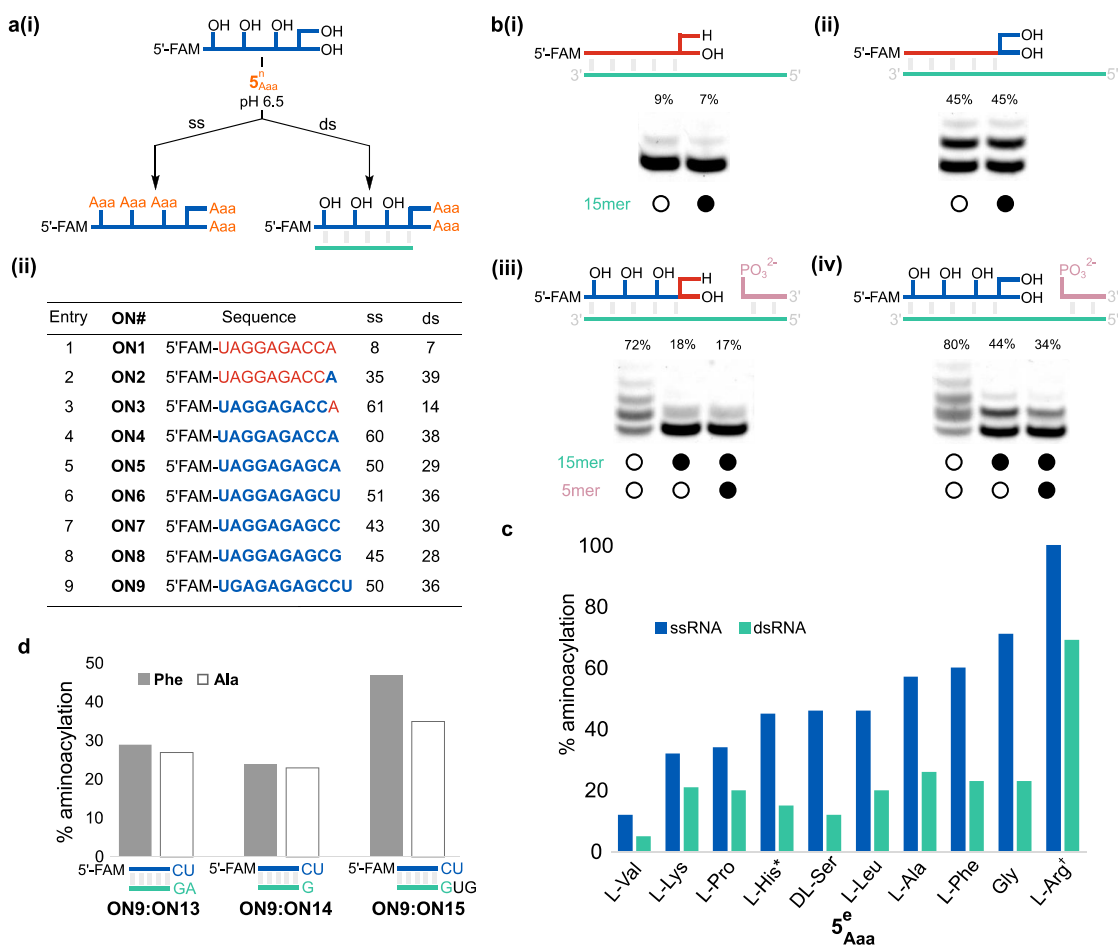 a(i)
OH OH OH OH
5'-FAM OH
5ⁿAaa
pH 6.5
ss ds
Aaa Aaa Aaa Aaa
5'-FAM Aaa
OH OH OH Aaa
5'-FAM Aaa
(ii)
Entry ON# Sequence ss ds
1 ON1 5'FAM-UAGGAGACCA 8 7
2 ON2 5'FAM-UAGGAGACCA 35 39
3 ON3 5'FAM-UAGGAGACCA 61 14
4 ON4 5'FAM-UAGGAGACCA 60 38
5 ON5 5'FAM-UAGGAGAGCA 50 29
6 ON6 5'FAM-UAGGAGAGCU 51 36
7 ON7 5'FAM-UAGGAGAGCC 43 30
8 ON8 5'FAM-UAGGAGAGCG 45 28
9 ON9 5'FAM-UGAGAGAGCCU 50 36
b(i)
H
5'-FAM OH
3' 5'
9% 7%
15mer
(ii)
OH
5'-FAM OH
3' 5'
45% 45%
(iii)
OH OH OH H PO₃²⁻
5'-FAM OH 3'
3' 5'
72% 18% 17%
15mer
5mer
(iv)
OH OH OH OH PO₃²⁻
5'-FAM OH 3'
3' 5'
80% 44% 34%
15mer
5mer
c
% aminoacylation
100
80
60
40
20
0
ssRNA dsRNA
L-Val L-Lys L-Pro L-His* DL-Ser L-Leu L-Ala L-Phe Gly L-Arg†
5ᵉAaa
d
% aminoacylation
50
40
30
20
10
0
Phe Ala
5'-FAM CU 5'-FAM CU 5'-FAM CU
GA G GUG
ON9:ON13 ON9:ON14 ON9:ON15